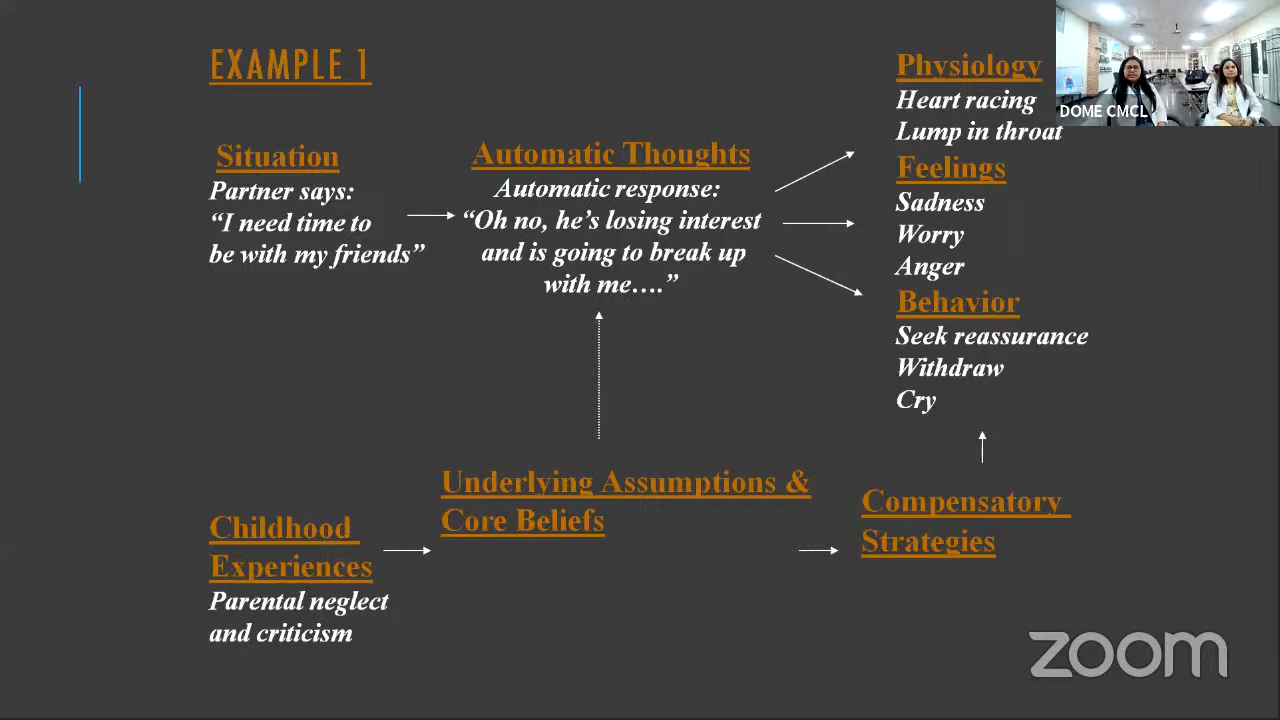 EXAMPLE 1
Situation
Partner says:
“I need time to
be with my friends”
Automatic Thoughts
Automatic response:
“Oh no, he’s losing interest
and is going to break up
with me….”
Physiology
Heart racing
Lump in throat
Feelings
Sadness
Worry
Anger
Behavior
Seek reassurance
Withdraw
Cry
Childhood
Experiences
Parental neglect
and criticism
Underlying Assumptions &
Core Beliefs
Compensatory
Strategies
DOME CMCL
zoom